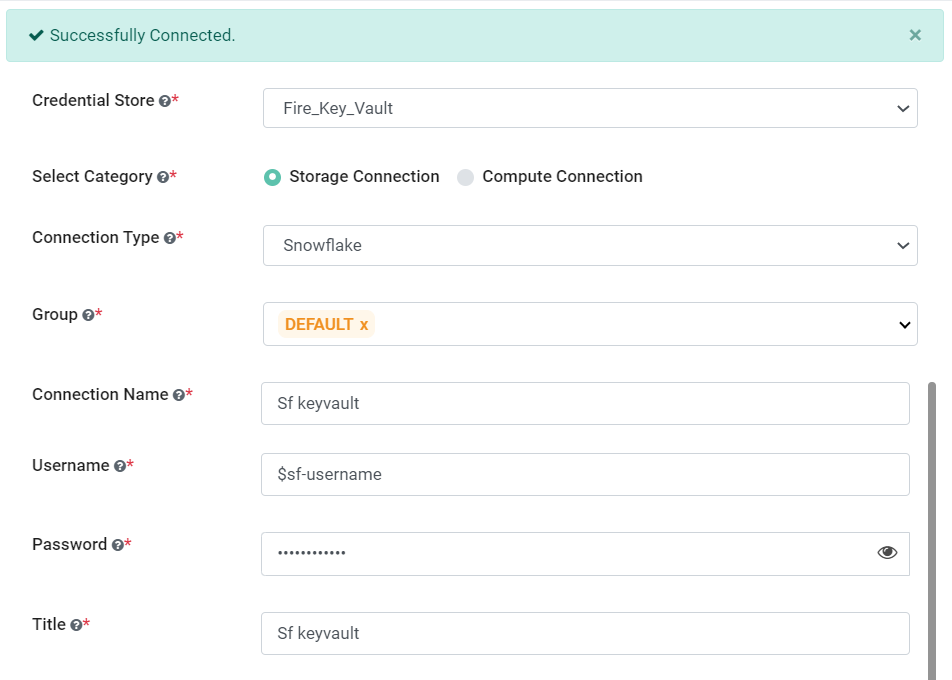 ✔ Successfully Connected. ×
Credential Store ?* Fire_Key_Vault
Select Category ?* Storage Connection Compute Connection
Connection Type ?* Snowflake
Group ?* DEFAULT x
Connection Name ?* Sf keyvault
Username ?* $sf-username
Password ?* ••••••••••••
Title ?* Sf keyvault